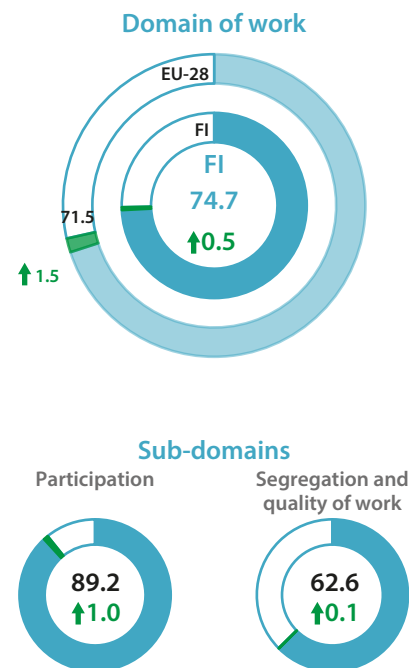 Domain of work
EU-28
FI
FI
74.7
71.5
⬆0.5
⬆1.5
Sub-domains
Participation
Segregation and
quality of work
89.2
⬆1.0
62.6
⬆0.1